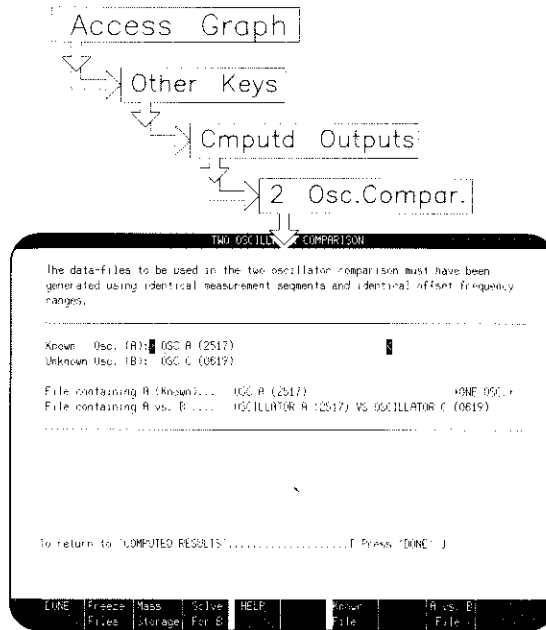 Access Graph
Other Keys
Cmputd Outputs
2 Osc.Compar.
TWO OSCILLATOR COMPARISON
The data-files to be used in the two oscillator comparison must have been
generated using identical measurement segments and identical offset frequency
ranges.
Known Osc. (A): OSC A (2517)
Unknown Osc. (B): OSC C (0619)
File containing A (Known)... OSC A (2517) *ONE OSC.*
File containing A vs. B .... OSCILLATOR A (2517) VS OSCILLATOR C (0619)
To return to 'COMPUTED RESULTS'.....................[ Press 'DONE' ]
DONE Freeze Mass Solve HELP Known A vs. B
Files Storage For B File File